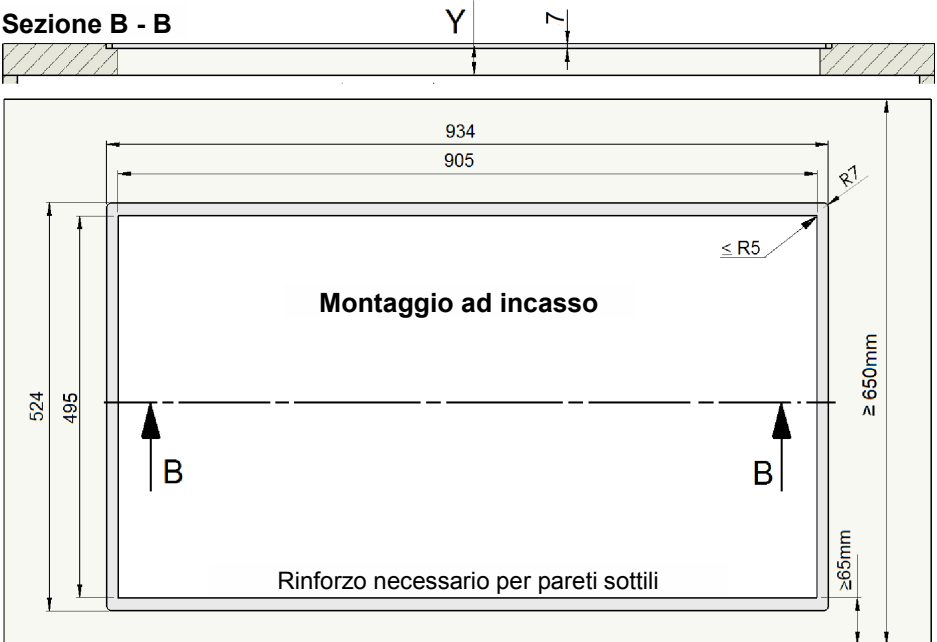 Sezione B - B
Y
7
934
905
R7
≤ R5
Montaggio ad incasso
524
495
≥ 650mm
B
B
≥65mm
Rinforzo necessario per pareti sottili